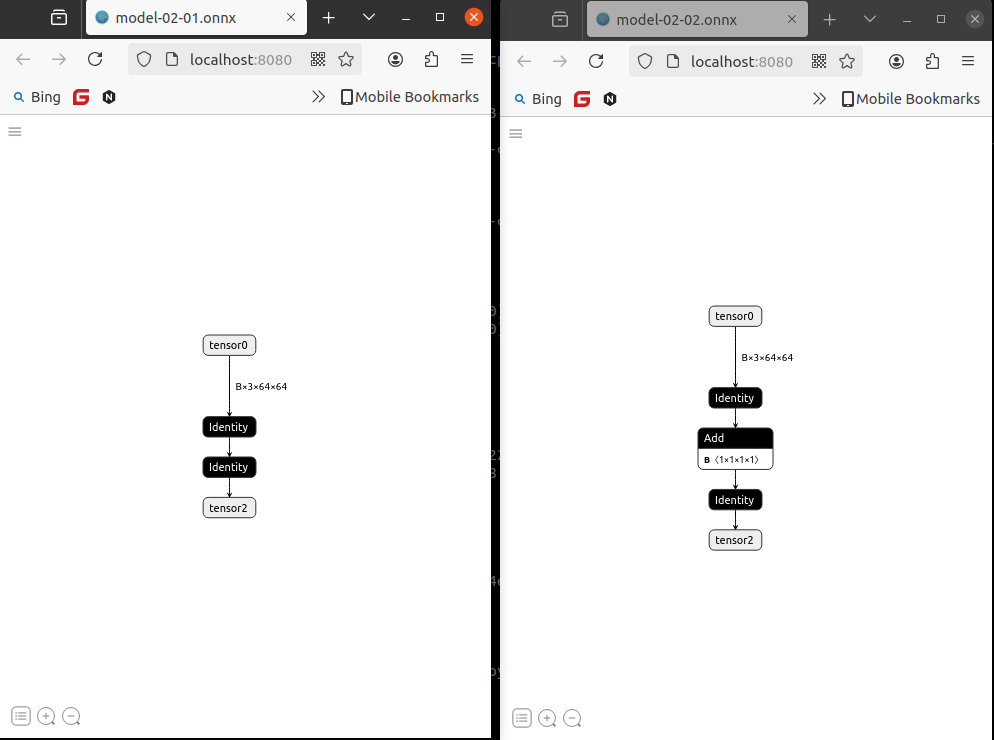 model-02-01.onnx
localhost:8080
Bing
Mobile Bookmarks
tensor0
B×3×64×64
Identity
Identity
tensor2
model-02-02.onnx
localhost:8080
Bing
Mobile Bookmarks
tensor0
B×3×64×64
Identity
Add
B ⟨1×1×1×1⟩
Identity
tensor2